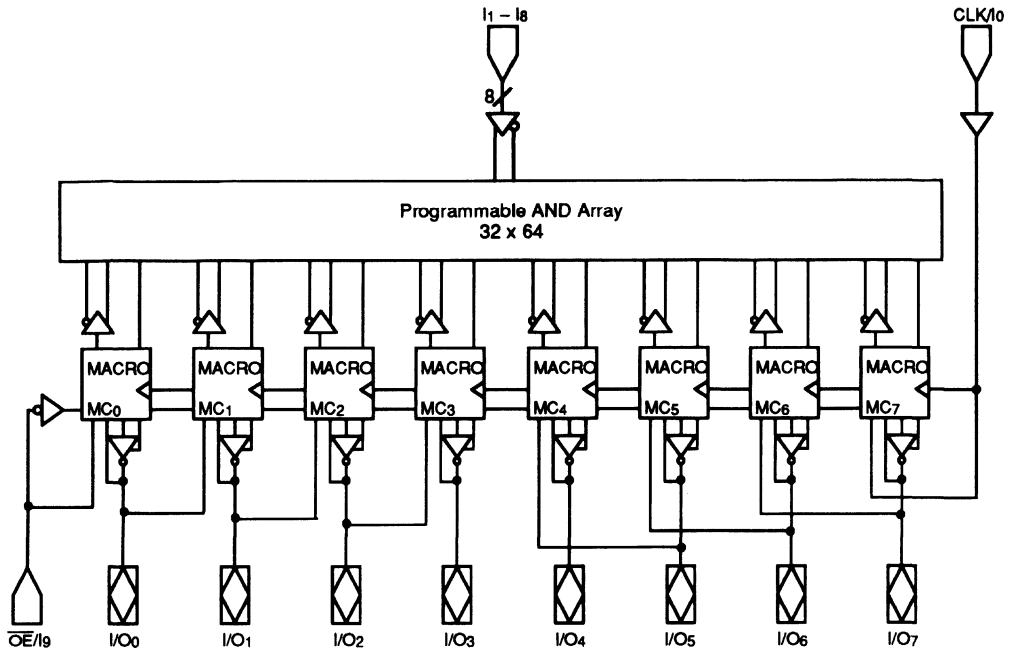 I1 – I8
CLK/I0
8
Programmable AND Array
32 x 64
MACRO
MC0
MACRO
MC1
MACRO
MC2
MACRO
MC3
MACRO
MC4
MACRO
MC5
MACRO
MC6
MACRO
MC7
OE/I9
I/O0
I/O1
I/O2
I/O3
I/O4
I/O5
I/O6
I/O7